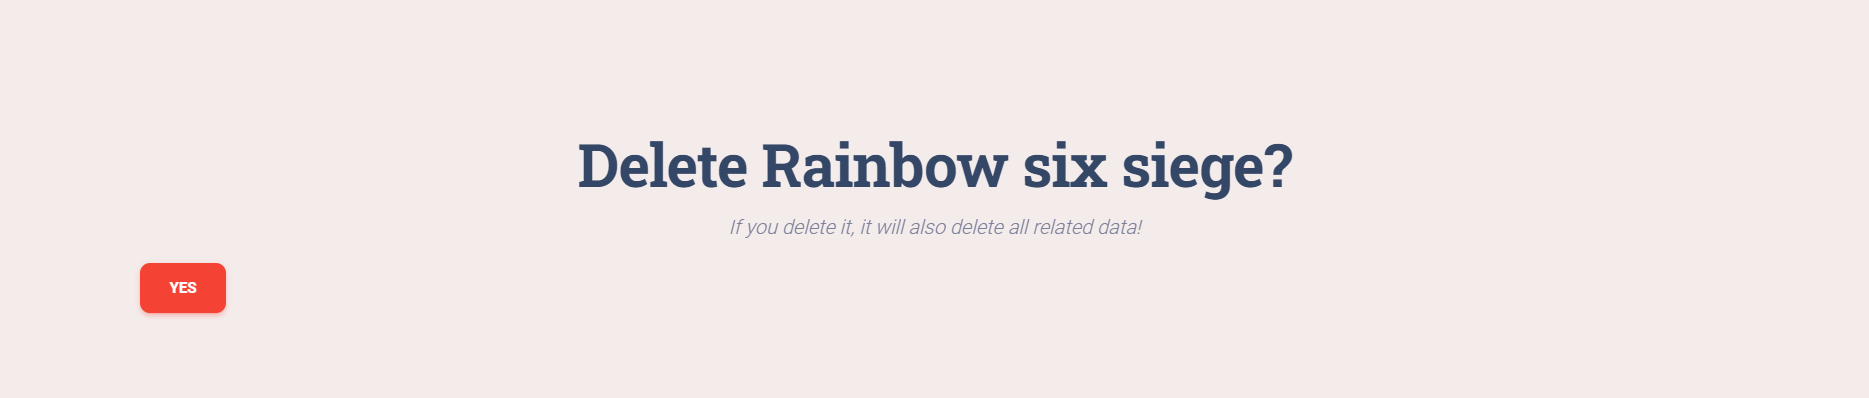 Delete Rainbow six siege?
If you delete it, it will also delete all related data!
YES